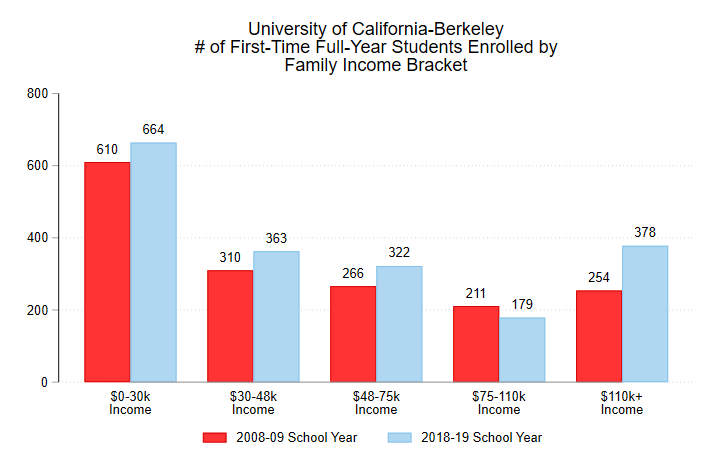 University of California-Berkeley
# of First-Time Full-Year Students Enrolled by
Family Income Bracket
800
600
400
200
0
610
664
310
363
266
322
211
179
254
378
$0-30k
Income
$30-48k
Income
$48-75k
Income
$75-110k
Income
$110k+
Income
2008-09 School Year
2018-19 School Year